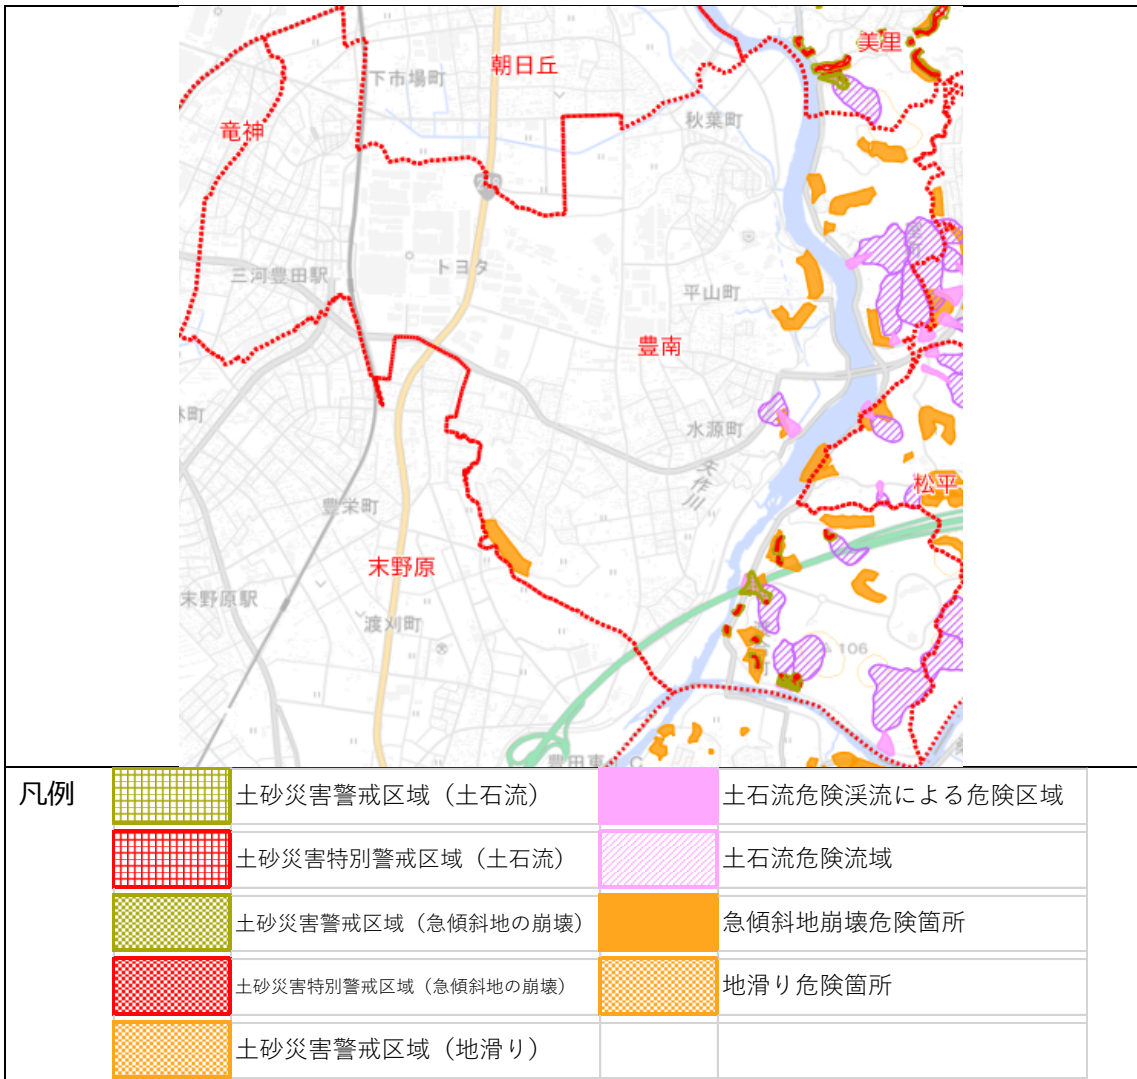 美里
朝日丘
下市場町
秋葉町
竜神
トヨタ
三河豊田駅
平山町
豊南
水源町
矢作川
松平
豊栄町
末野原
末野原駅
渡刈町
106
豊田東
凡例
土砂災害警戒区域（土石流）
土石流危険渓流による危険区域
土砂災害特別警戒区域（土石流）
土石流危険流域
土砂災害警戒区域（急傾斜地の崩壊）
急傾斜地崩壊危険箇所
土砂災害特別警戒区域（急傾斜地の崩壊）
地滑り危険箇所
土砂災害警戒区域（地滑り）